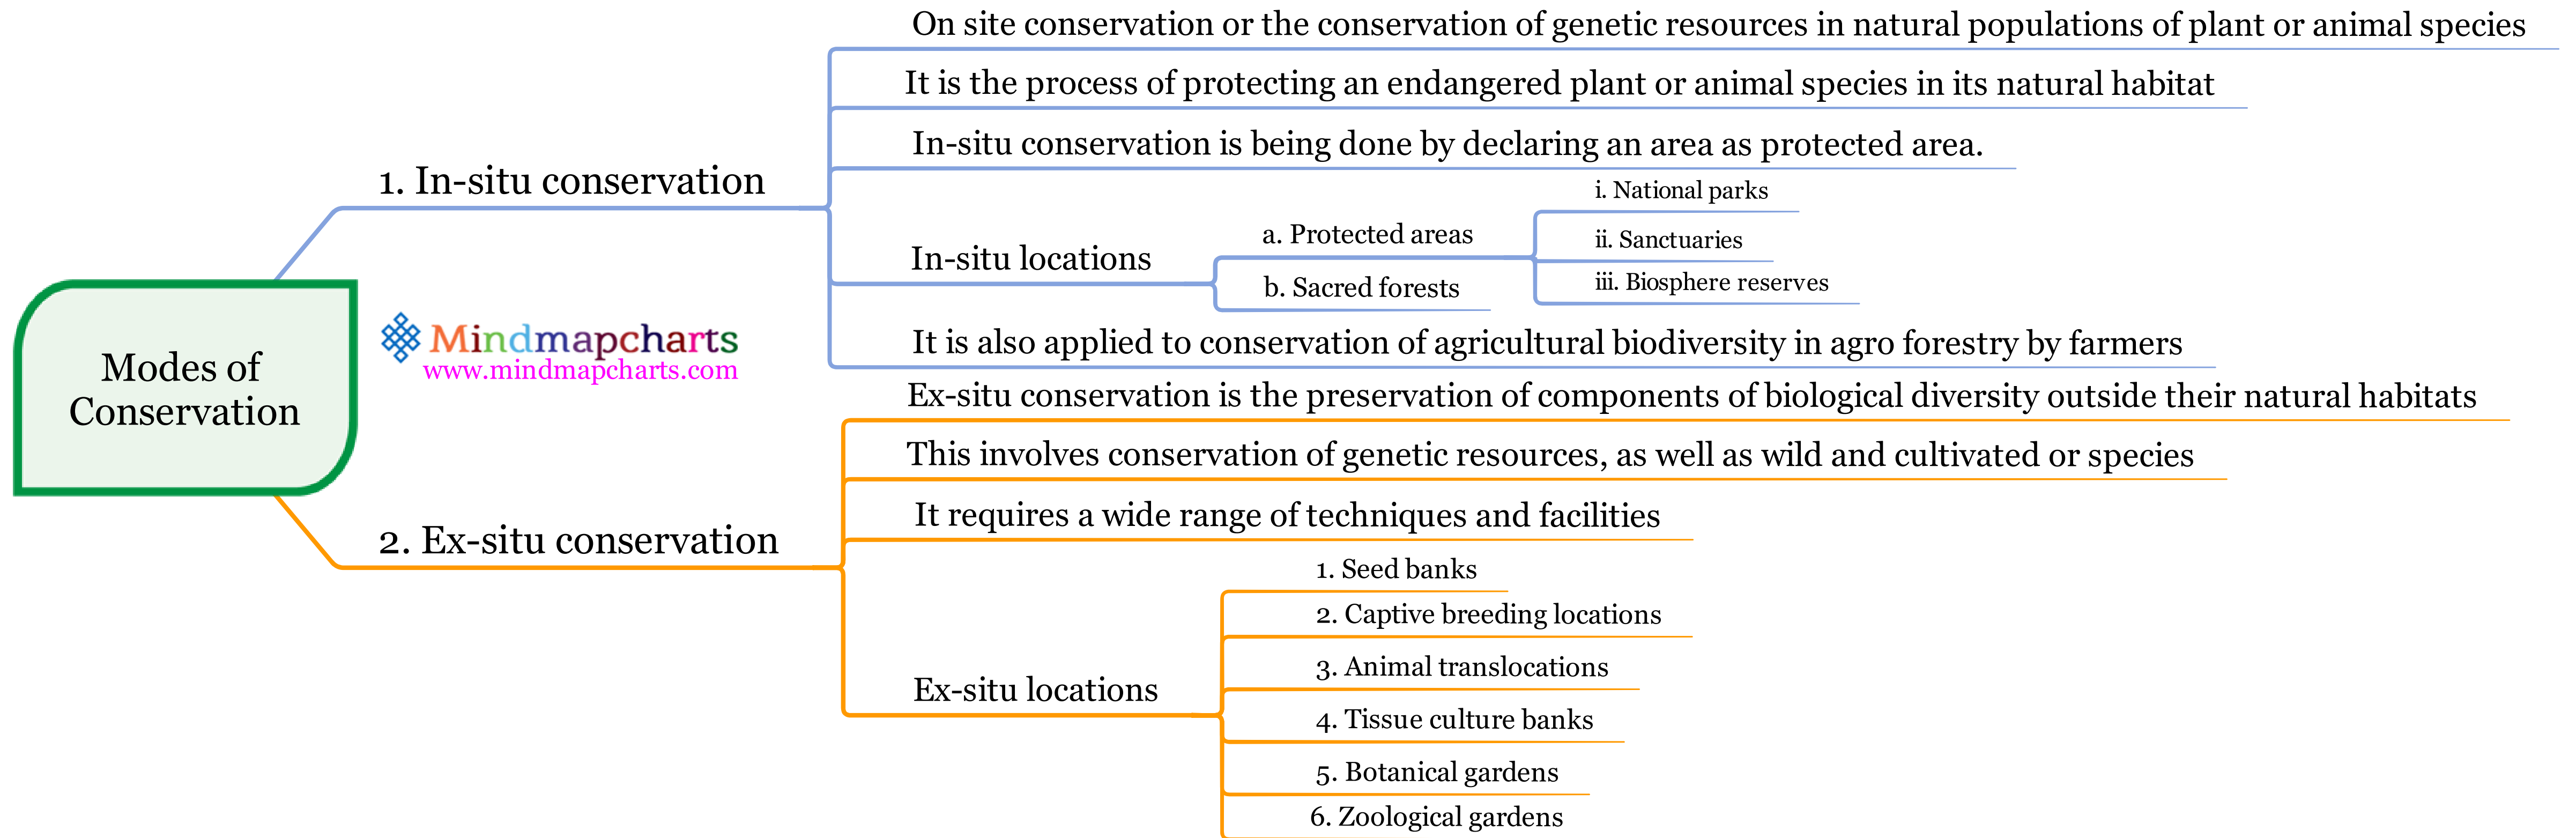 On site conservation or the conservation of genetic resources in natural populations of plant or animal species
It is the process of protecting an endangered plant or animal species in its natural habitat
In-situ conservation is being done by declaring an area as protected area.
1. In-situ conservation
i. National parks
a. Protected areas
ii. Sanctuaries
In-situ locations
iii. Biosphere reserves
b. Sacred forests
It is also applied to conservation of agricultural biodiversity in agro forestry by farmers
Mindmapcharts
www.mindmapcharts.com
Modes of
Conservation
Ex-situ conservation is the preservation of components of biological diversity outside their natural habitats
This involves conservation of genetic resources, as well as wild and cultivated or species
It requires a wide range of techniques and facilities
2. Ex-situ conservation
1. Seed banks
2. Captive breeding locations
3. Animal translocations
Ex-situ locations
4. Tissue culture banks
5. Botanical gardens
6. Zoological gardens